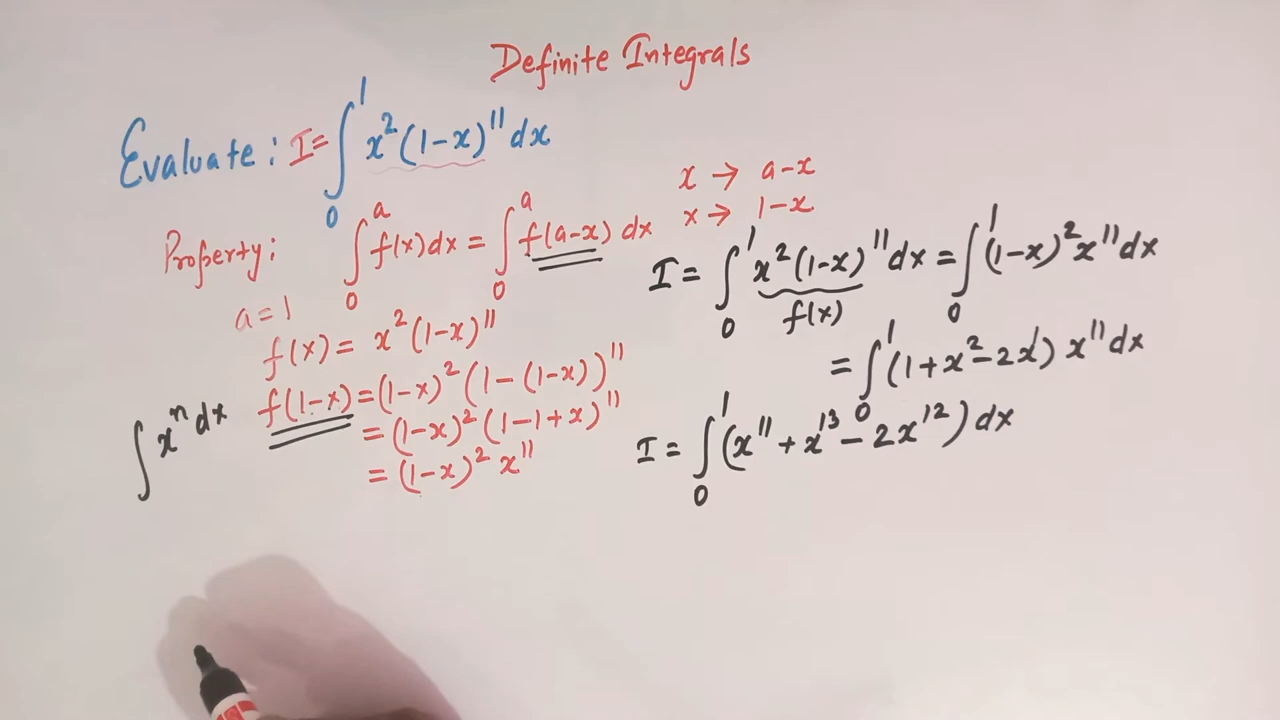 Definite Integrals
Evaluate: I = ∫₀¹ x²(1-x)¹¹ dx
Property: ∫₀ᵃ f(x) dx = ∫₀ᵃ f(a-x) dx
x → a-x
x → 1-x
a = 1
f(x) = x²(1-x)¹¹
f(1-x) = (1-x)²(1-(1-x))¹¹
= (1-x)²(1-1+x)¹¹
= (1-x)² x¹¹
∫ xⁿ dx
I = ∫₀¹ x²(1-x)¹¹ dx = ∫₀¹ (1-x)² x¹¹ dx
f(x)
= ∫₀¹ (1+x²-2x) x¹¹ dx
I = ∫₀¹ (x¹¹ + x¹³ - 2x¹²) dx